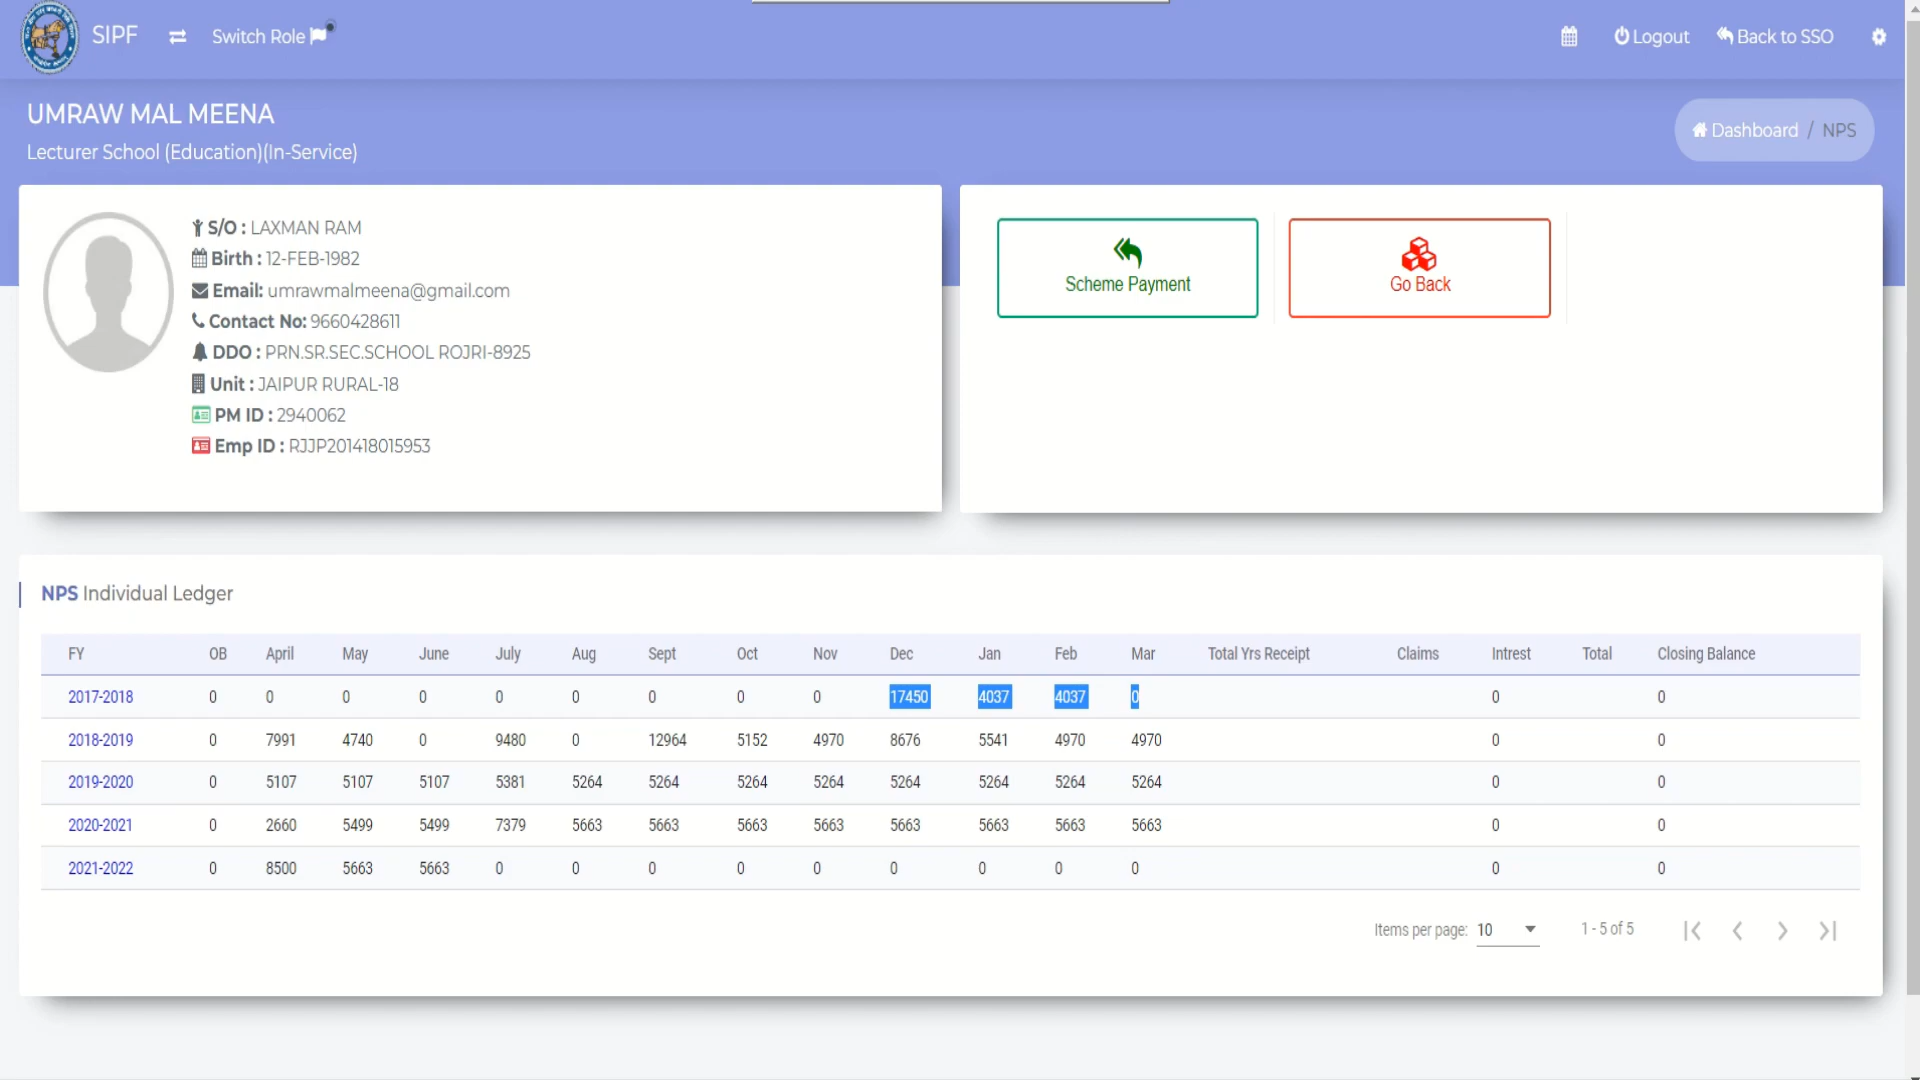 SIPF Switch Role Logout Back to SSO
UMRAW MAL MEENA
Lecturer School (Education)(In-Service)
Dashboard / NPS
S/O : LAXMAN RAM
Birth : 12-FEB-1982
Email: umrawmalmeena@gmail.com
Contact No: 9660428611
DDO : PRN.SR.SEC.SCHOOL ROJRI-8925
Unit : JAIPUR RURAL-18
PM ID : 2940062
Emp ID : RJJP201418015953
Scheme Payment
Go Back
NPS Individual Ledger
FY OB April May June July Aug Sept Oct Nov Dec Jan Feb Mar Total Yrs Receipt Claims Intrest Total Closing Balance
2017-2018 0 0 0 0 0 0 0 0 0 17450 4037 4037 0 0 0
2018-2019 0 7991 4740 0 9480 0 12964 5152 4970 8676 5541 4970 4970 0 0
2019-2020 0 5107 5107 5107 5381 5264 5264 5264 5264 5264 5264 5264 5264 0 0
2020-2021 0 2660 5499 5499 7379 5663 5663 5663 5663 5663 5663 5663 5663 0 0
2021-2022 0 8500 5663 5663 0 0 0 0 0 0 0 0 0 0 0
Items per page: 10 1 - 5 of 5